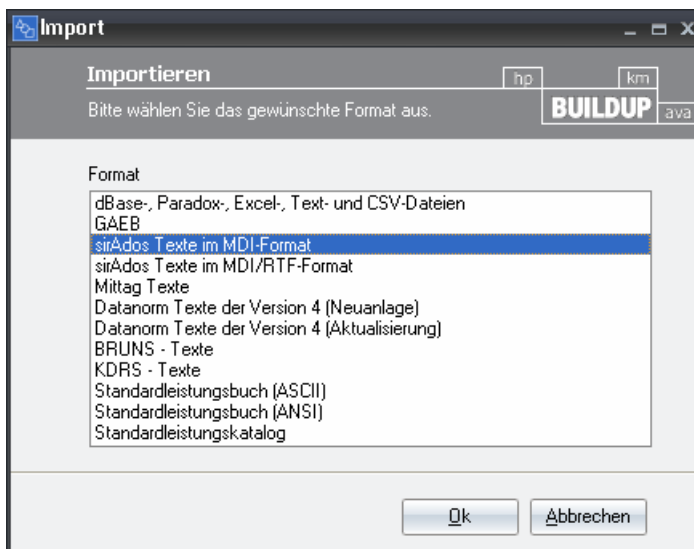 Import
Importieren
Bitte wählen Sie das gewünschte Format aus.
hp
km
BUILDUP
ava
Format
dBase-, Paradox-, Excel-, Text- und CSV-Dateien
GAEB
sirAdos Texte im MDI-Format
sirAdos Texte im MDI/RTF-Format
Mittag Texte
Datanorm Texte der Version 4 (Neuanlage)
Datanorm Texte der Version 4 (Aktualisierung)
BRUNS - Texte
KDRS - Texte
Standardleistungsbuch (ASCII)
Standardleistungsbuch (ANSI)
Standardleistungskatalog
Ok
Abbrechen